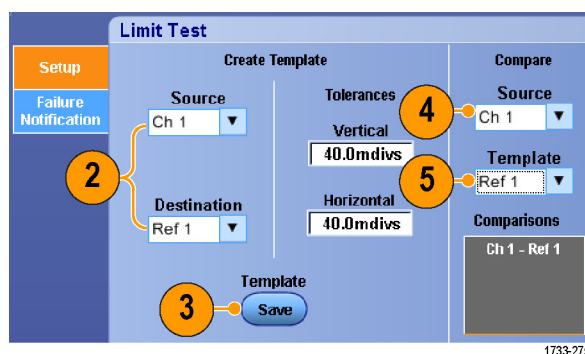 Limit Test
Setup
Failure
Notification
Create Template
Source
Ch 1
2
Destination
Ref 1
Tolerances
Vertical
40.0mdivs
Horizontal
40.0mdivs
Template
3
Save
Compare
4
Source
Ch 1
5
Template
Ref 1
Comparisons
Ch 1 - Ref 1